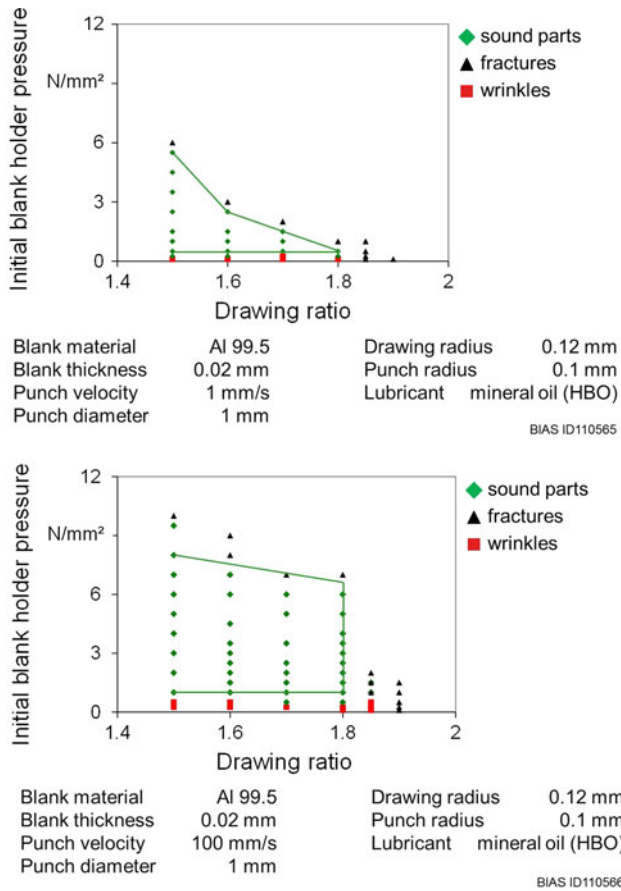 12
sound parts
fractures
N/mm²
wrinkles
Initial blank holder pressure
6
3
0
1.4 1.6 1.8 2
Drawing ratio
Blank material Al 99.5 Drawing radius 0.12 mm
Blank thickness 0.02 mm Punch radius 0.1 mm
Punch velocity 1 mm/s Lubricant mineral oil (HBO)
Punch diameter 1 mm
BIAS ID110565
12
sound parts
fractures
N/mm²
wrinkles
Initial blank holder pressure
6
3
0
1.4 1.6 1.8 2
Drawing ratio
Blank material Al 99.5 Drawing radius 0.12 mm
Blank thickness 0.02 mm Punch radius 0.1 mm
Punch velocity 100 mm/s Lubricant mineral oil (HBO)
Punch diameter 1 mm
BIAS ID110566